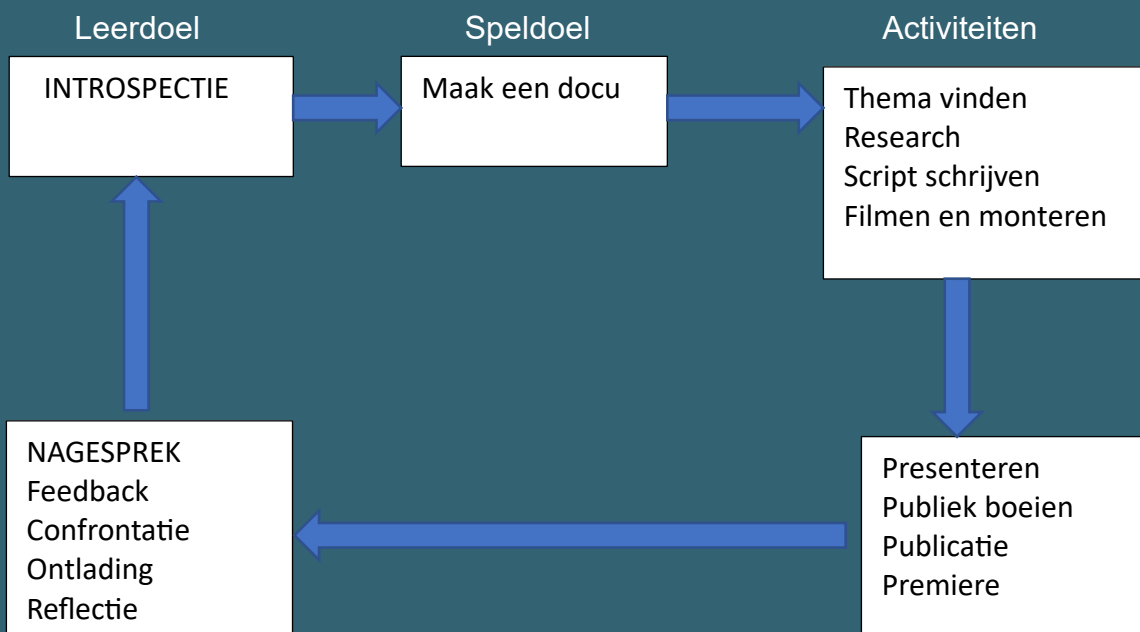 Leerdoel
Speldoel
Activiteiten
INTROSPECTIE
Maak een docu
Thema vinden
Research
Script schrijven
Filmen en monteren
NAGESPREK
Feedback
Confrontatie
Ontlading
Reflectie
Presenteren
Publiek boeien
Publicatie
Premiere